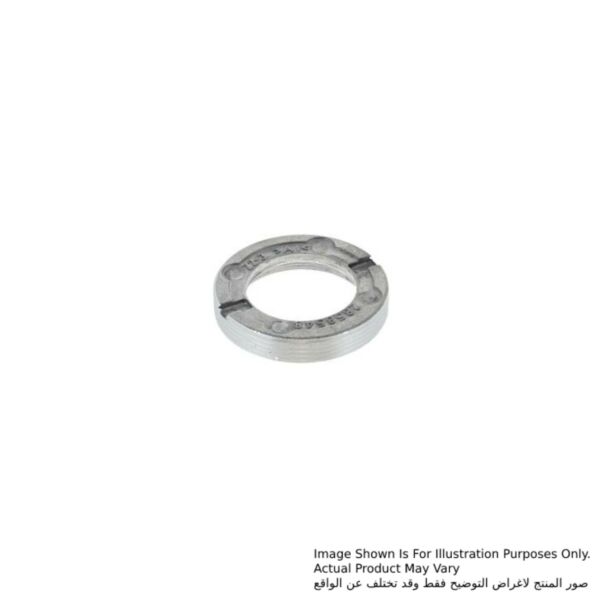 Image Shown Is For Illustration Purposes Only.
Actual Product May Vary
صور المنتج لاغراض التوضيح فقط وقد تختلف عن الواقع